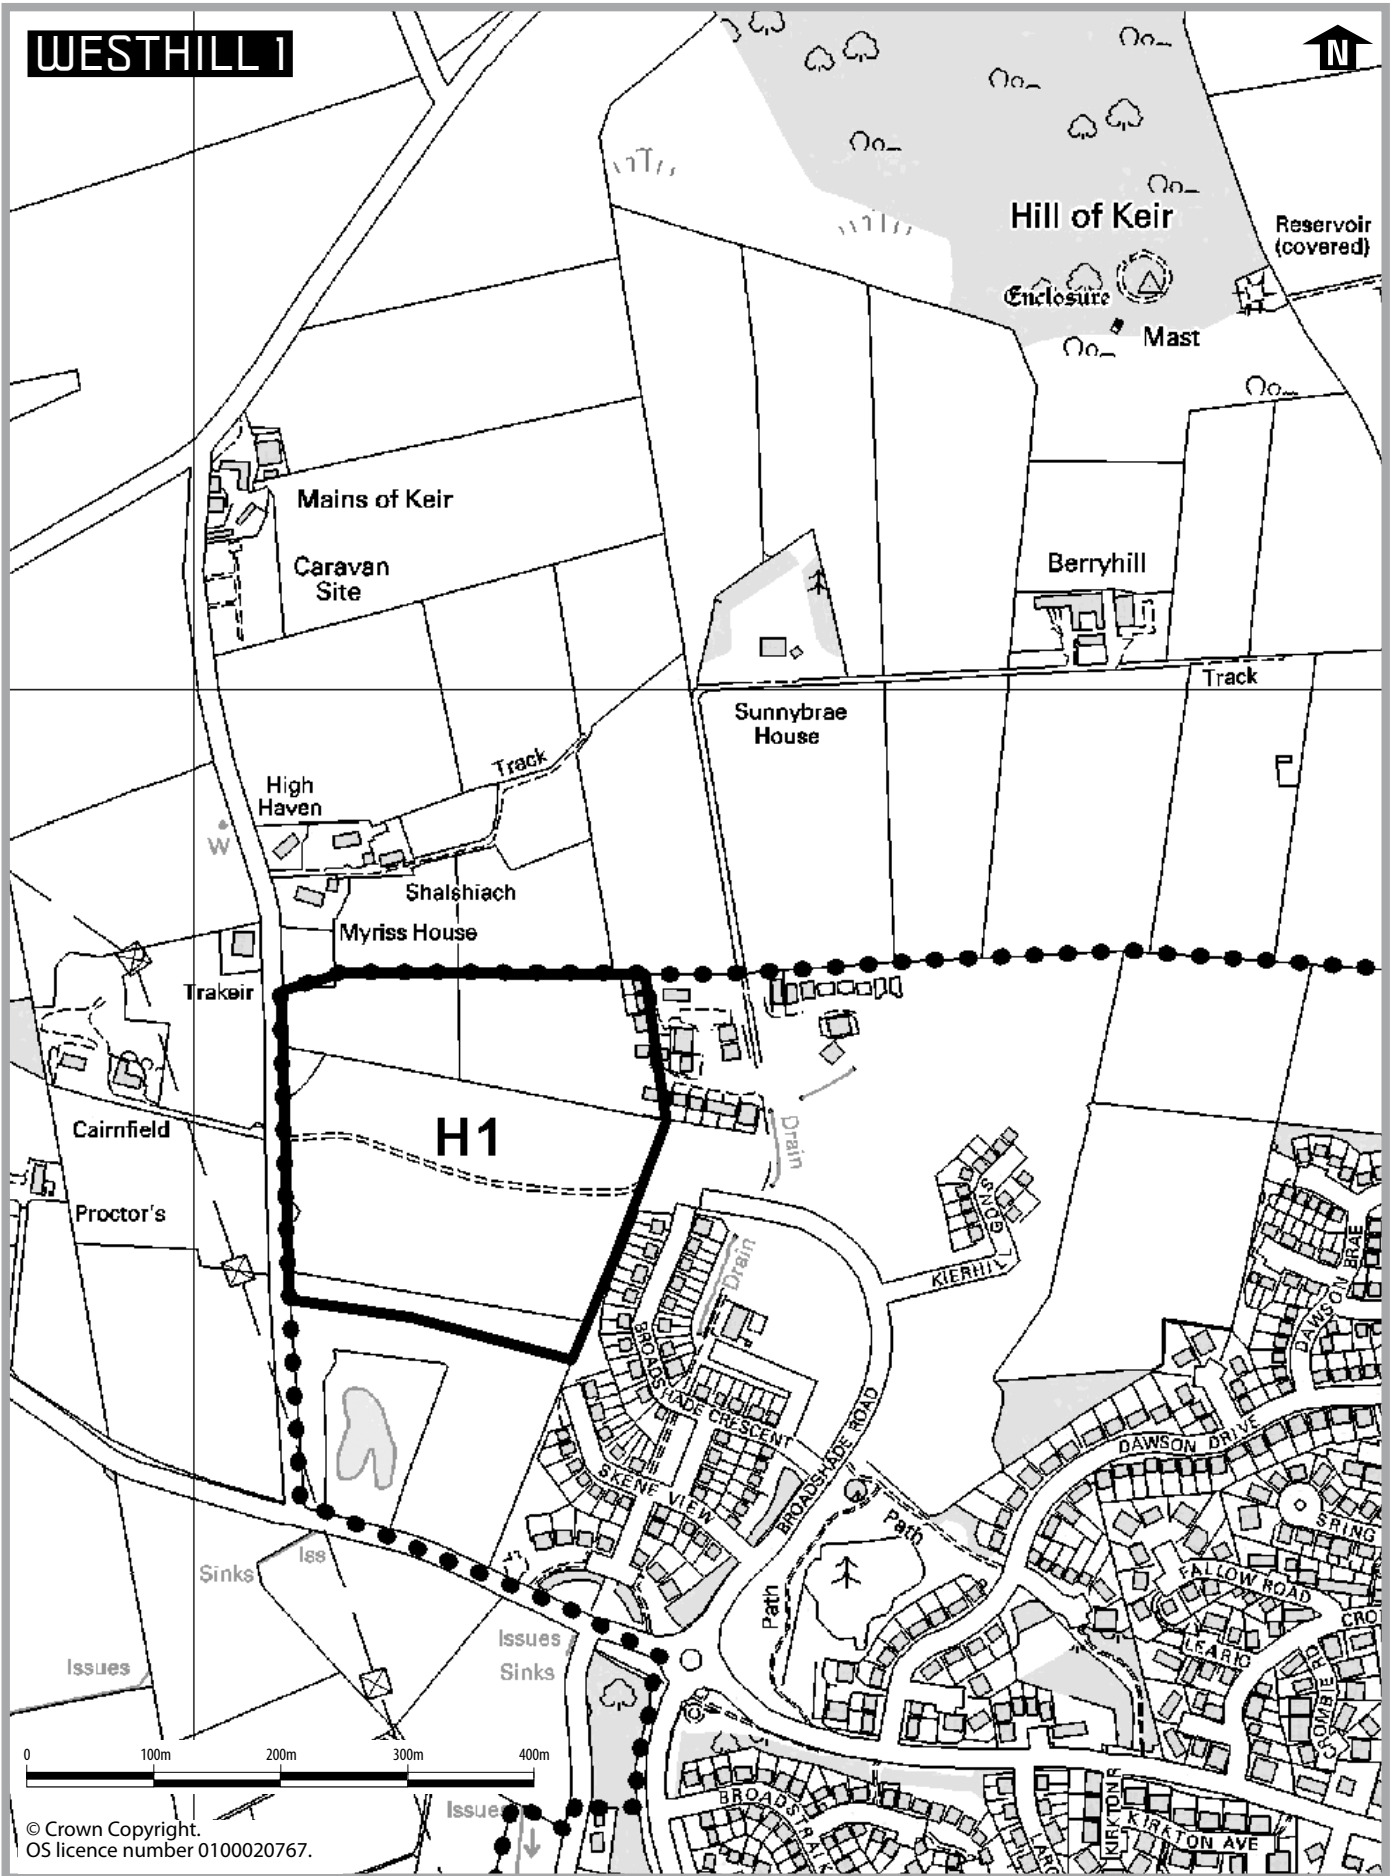 WESTHILL 1
N
Hill of Keir
Reservoir
(covered)
Enclosure
Mast
Mains of Keir
Caravan
Site
Berryhill
Track
Sunnybrae
House
Track
High
Haven
W
Shalshiach
Myriss House
Trakeir
H1
Cairnfield
Drain
Proctor's
GDNS
KIERHILL
Drain
DAWSON BRAE
BROADSHADE CRESCENT
BROADSHADE ROAD
DAWSON DRIVE
SKENE VIEW
Path
Iss
Sinks
FALLOW ROAD
Path
CRO
LEARIG
Issues
Sinks
Issues
CROMBIE
0 100m 200m 300m 400m
Issues
BROADSTRAIK
KIRKTON AVE
© Crown Copyright.
OS licence number 0100020767.